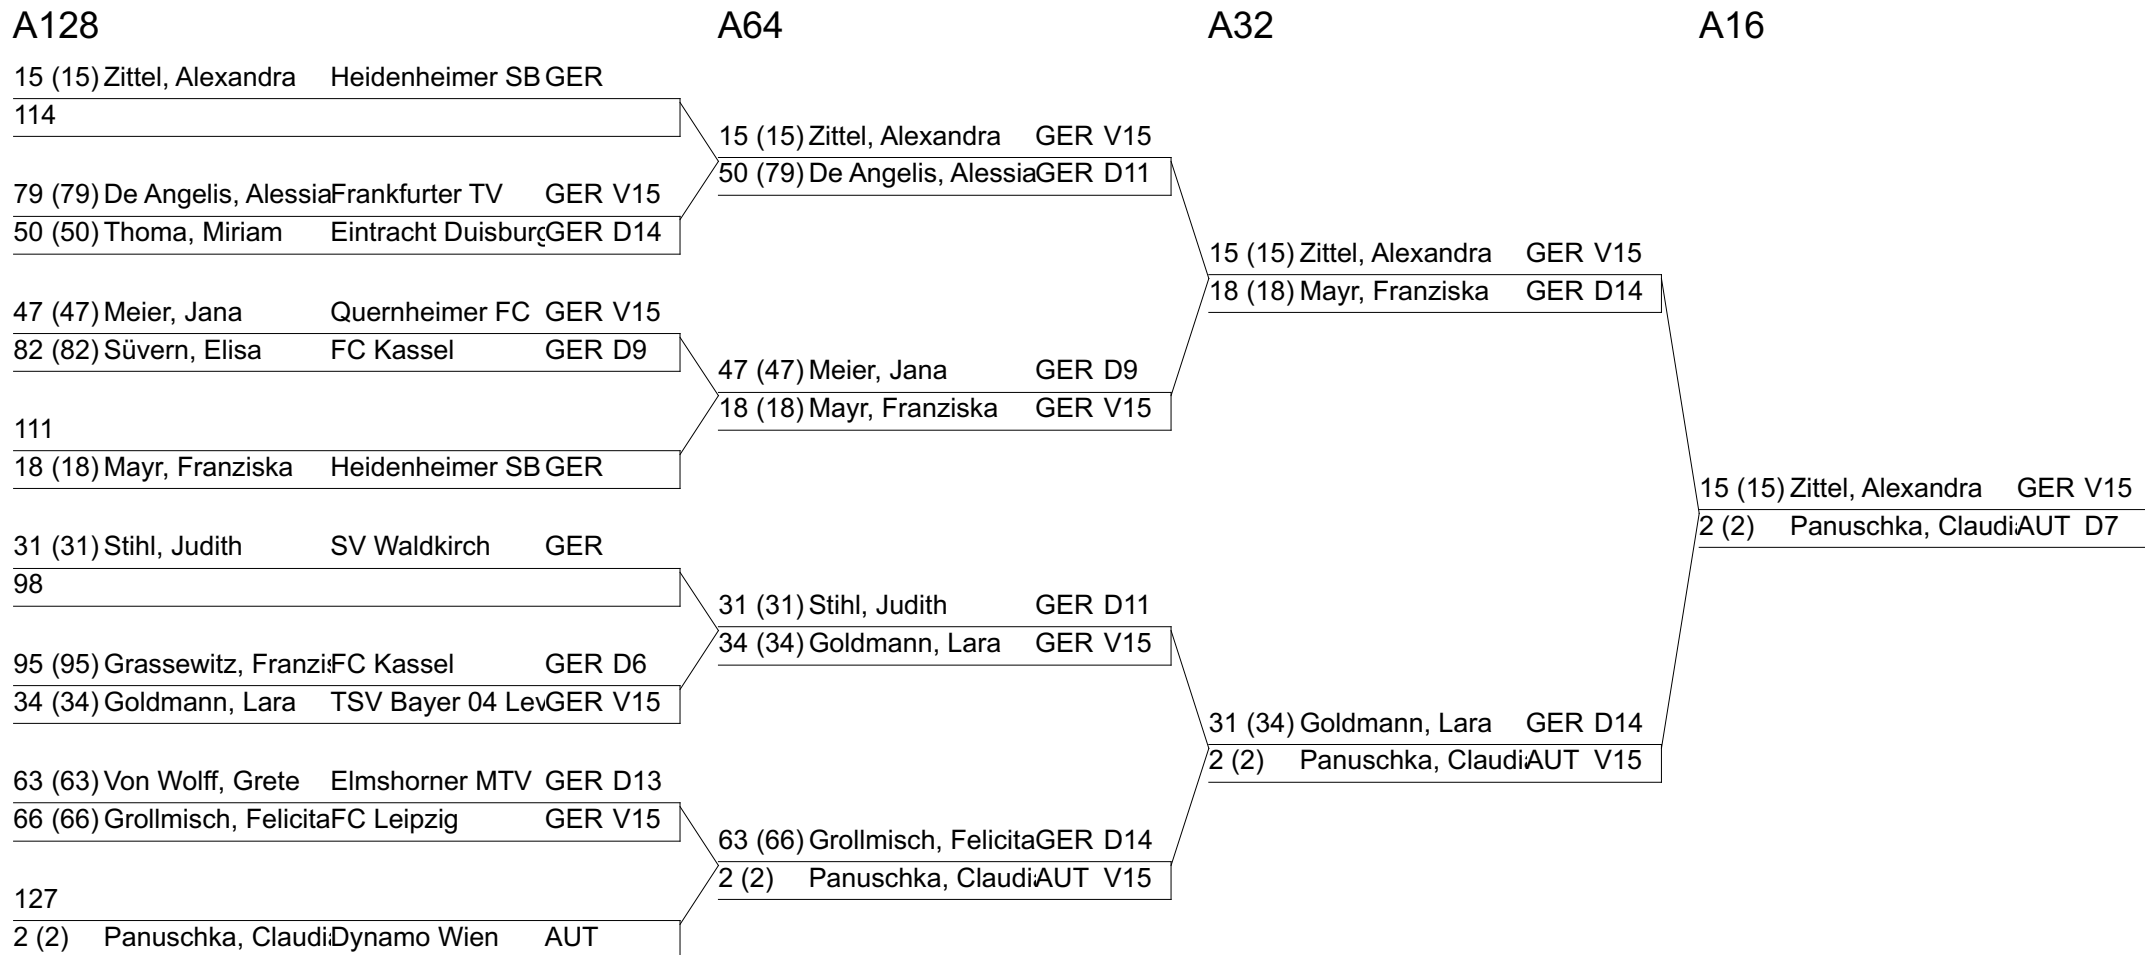 A128 A64 A32 A16
15 (15) Zittel, Alexandra Heidenheimer SB GER
114
15 (15) Zittel, Alexandra GER V15
50 (79) De Angelis, Alessia GER D11
79 (79) De Angelis, Alessia Frankfurter TV GER V15
50 (50) Thoma, Miriam Eintracht Duisburg GER D14
15 (15) Zittel, Alexandra GER V15
18 (18) Mayr, Franziska GER D14
47 (47) Meier, Jana Quernheimer FC GER V15
82 (82) Süvern, Elisa FC Kassel GER D9
47 (47) Meier, Jana GER D9
18 (18) Mayr, Franziska GER V15
111
18 (18) Mayr, Franziska Heidenheimer SB GER
15 (15) Zittel, Alexandra GER V15
2 (2) Panuschka, Claudi AUT D7
31 (31) Stihl, Judith SV Waldkirch GER
98
31 (31) Stihl, Judith GER D11
34 (34) Goldmann, Lara GER V15
95 (95) Grassewitz, Franzis FC Kassel GER D6
34 (34) Goldmann, Lara TSV Bayer 04 Lev GER V15
31 (34) Goldmann, Lara GER D14
2 (2) Panuschka, Claudi AUT V15
63 (63) Von Wolff, Grete Elmshorner MTV GER D13
66 (66) Grollmisch, Felicita FC Leipzig GER V15
63 (66) Grollmisch, Felicita GER D14
2 (2) Panuschka, Claudi AUT V15
127
2 (2) Panuschka, Claudi Dynamo Wien AUT